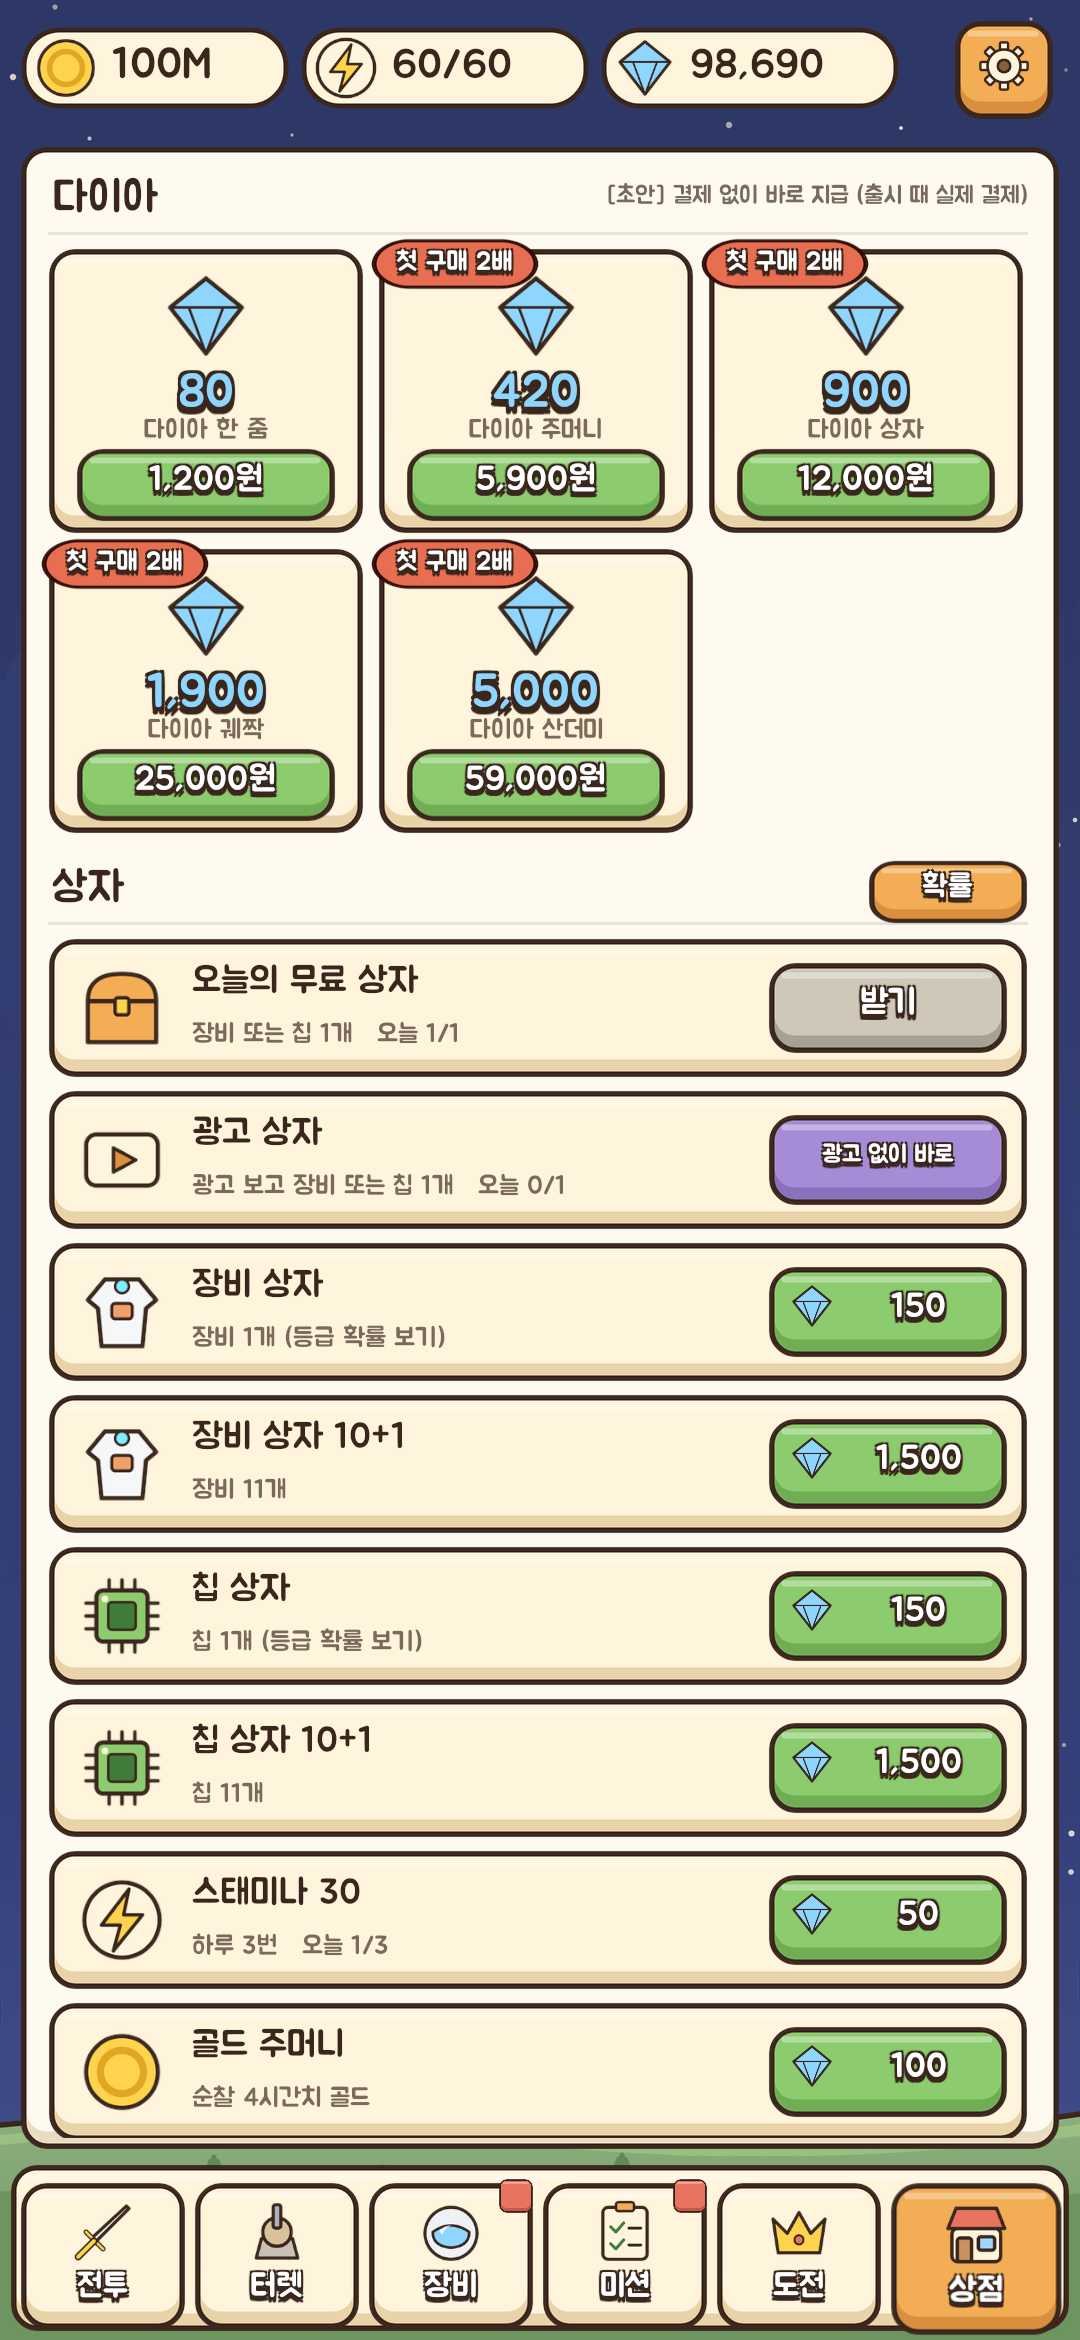 100M
60/60
98,690
다이아
[초안] 결제 없이 바로 지급 (출시 때 실제 결제)
첫 구매 2배
첫 구매 2배
80
420
900
다이아 한 줌
다이아 주머니
다이아 상자
1,200원
5,900원
12,000원
첫 구매 2배
첫 구매 2배
1,900
5,000
다이아 궤짝
다이아 산더미
25,000원
59,000원
상자
확률
오늘의 무료 상자
장비 또는 칩 1개 오늘 1/1
받기
광고 상자
광고 보고 장비 또는 칩 1개 오늘 0/1
광고 없이 바로
장비 상자
장비 1개 (등급 확률 보기)
150
장비 상자 10+1
장비 11개
1,500
칩 상자
칩 1개 (등급 확률 보기)
150
칩 상자 10+1
칩 11개
1,500
스태미나 30
하루 3번 오늘 1/3
50
골드 주머니
순찰 4시간치 골드
100
전투
터렛
장비
미션
도전
상점